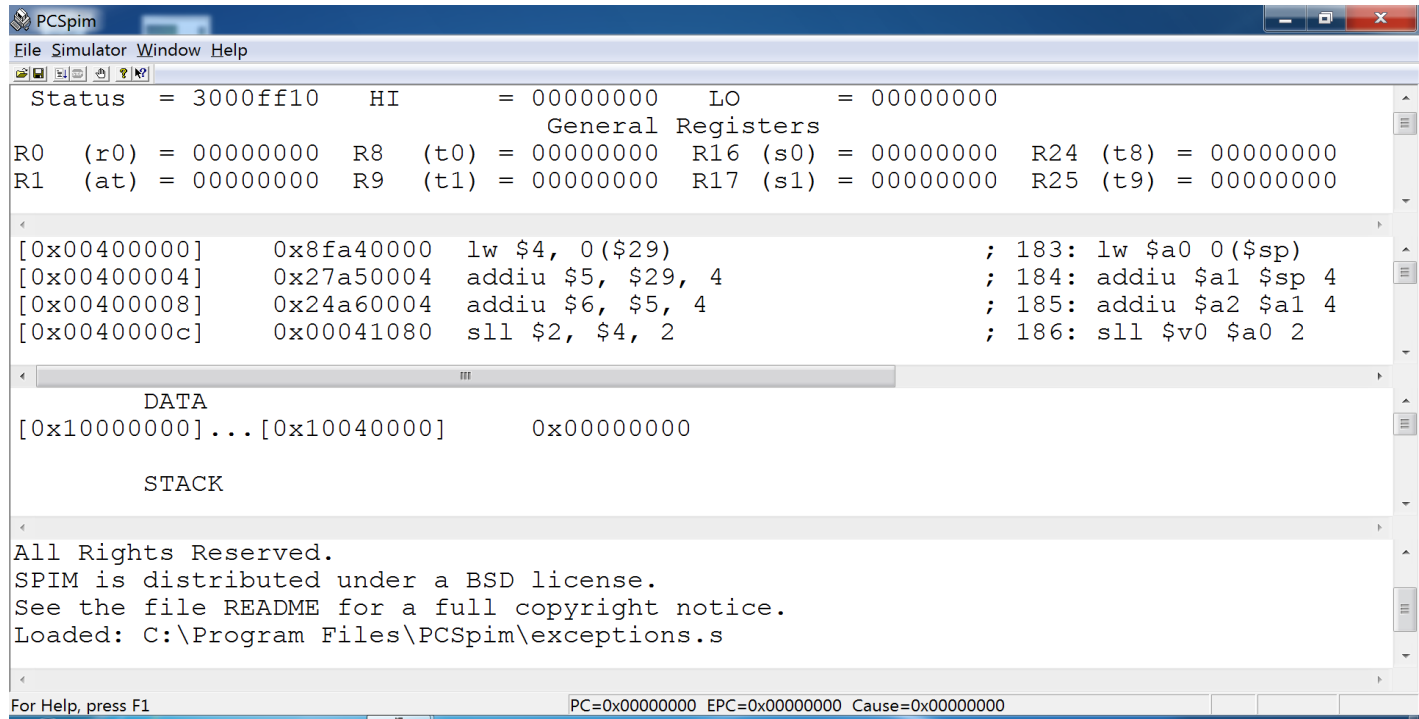 PCSpim
File Simulator Window Help
Status = 3000ff10 HI = 00000000 LO = 00000000
General Registers
R0 (r0) = 00000000 R8 (t0) = 00000000 R16 (s0) = 00000000 R24 (t8) = 00000000
R1 (at) = 00000000 R9 (t1) = 00000000 R17 (s1) = 00000000 R25 (t9) = 00000000
[0x00400000] 0x8fa40000 lw $4, 0($29) ; 183: lw $a0 0($sp)
[0x00400004] 0x27a50004 addiu $5, $29, 4 ; 184: addiu $a1 $sp 4
[0x00400008] 0x24a60004 addiu $6, $5, 4 ; 185: addiu $a2 $a1 4
[0x0040000c] 0x00041080 sll $2, $4, 2 ; 186: sll $v0 $a0 2
DATA
[0x10000000]...[0x10040000] 0x00000000
STACK
All Rights Reserved.
SPIM is distributed under a BSD license.
See the file README for a full copyright notice.
Loaded: C:\Program Files\PCSpim\exceptions.s
For Help, press F1 PC=0x00000000 EPC=0x00000000 Cause=0x00000000